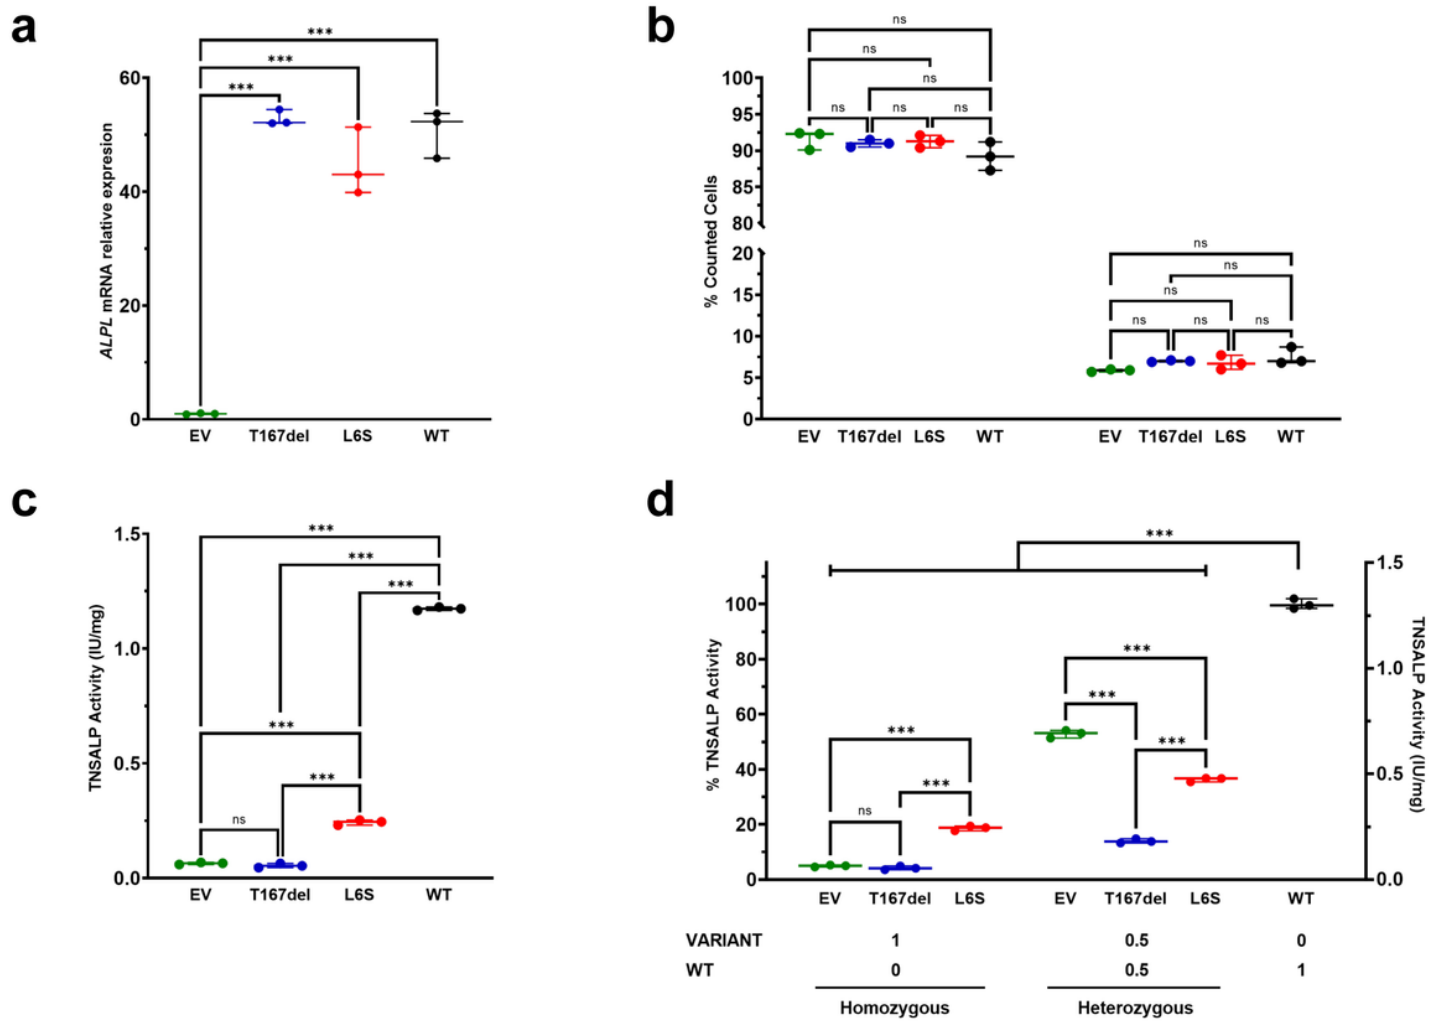 a
***
***
***
60
40
20
0
ALPL mRNA relative expresion
EV T167del L6S WT
b
ns
ns
ns
ns ns ns
100
95
90
85
80
20
15
10
5
0
% Counted Cells
ns
ns
ns
ns ns ns
EV T167del L6S WT EV T167del L6S WT
c
***
***
***
***
***
ns
1.5
1.0
0.5
0.0
TNSALP Activity (IU/mg)
EV T167del L6S WT
d
***
***
***
***
***
***
ns
100
80
60
40
20
0
% TNSALP Activity
1.5
1.0
0.5
0.0
TNSALP Activity (IU/mg)
EV T167del L6S EV T167del L6S WT
VARIANT 1 0.5 0
WT 0 0.5 1
Homozygous Heterozygous